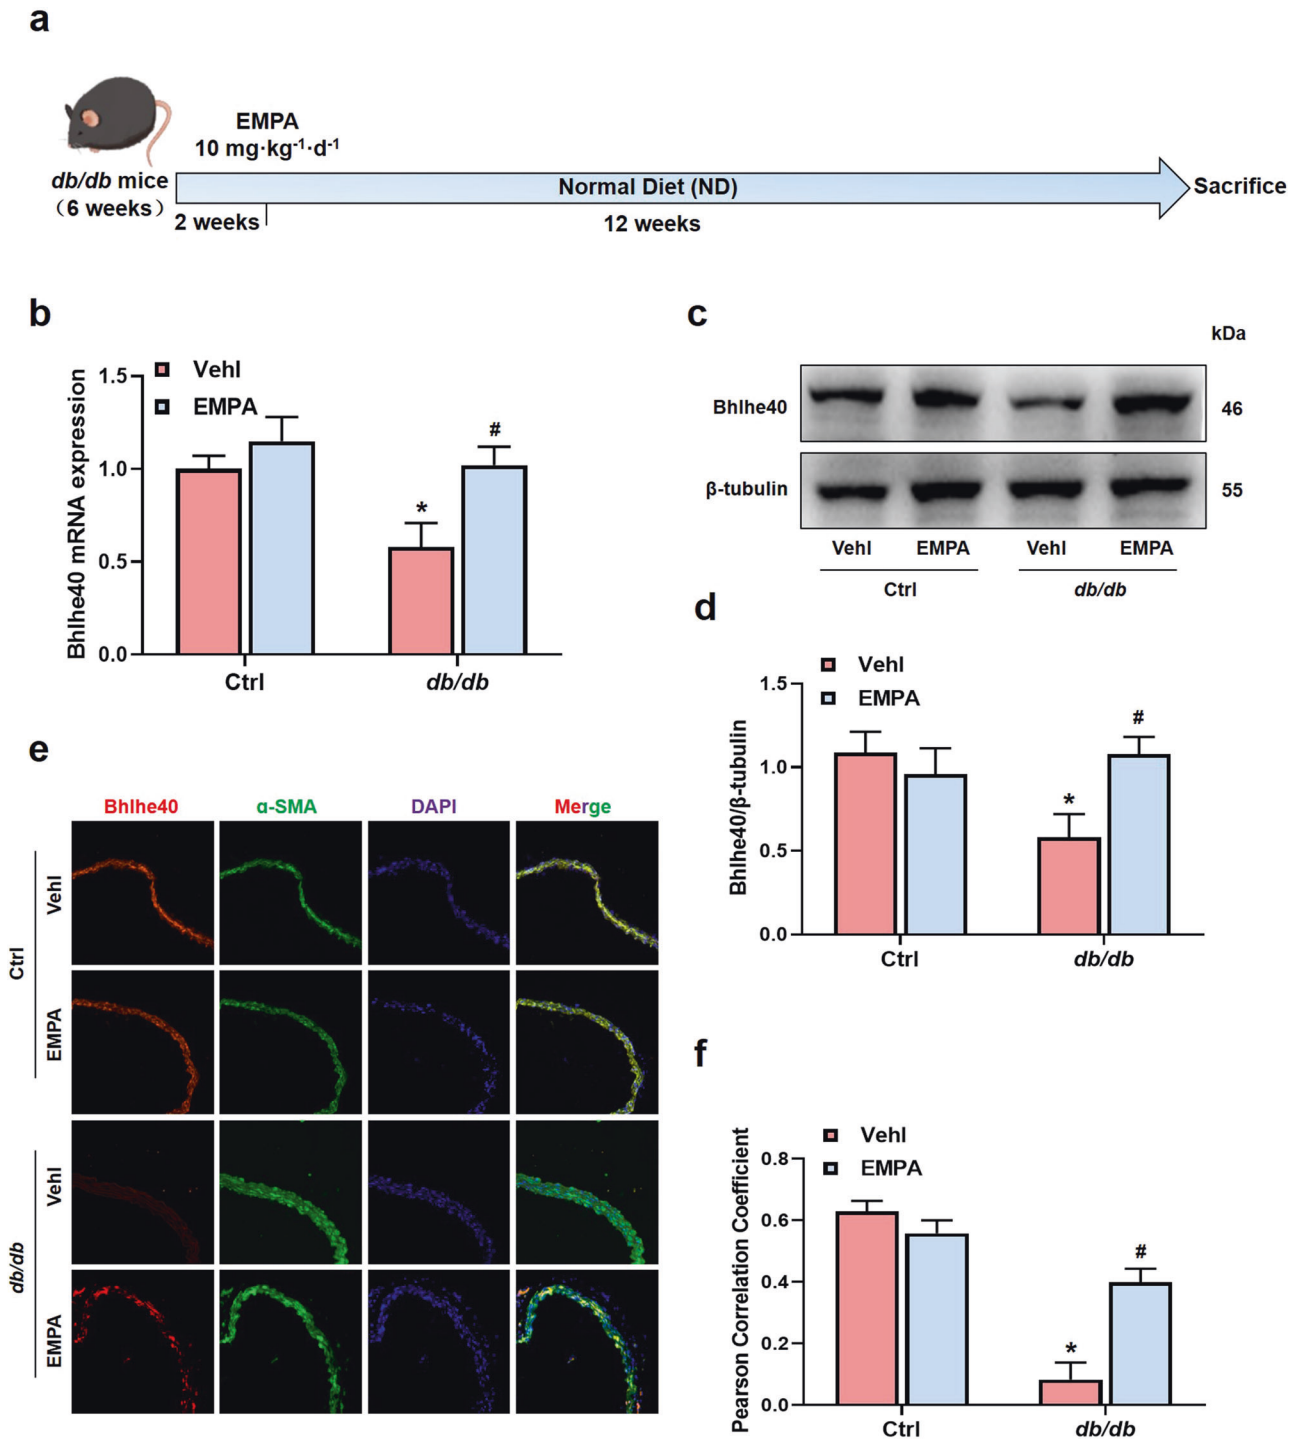 a
EMPA
10 mg·kg⁻¹·d⁻¹
db/db mice
（6 weeks）
Normal Diet (ND)
Sacrifice
2 weeks
12 weeks
b
Vehl
EMPA
Bhlhe40 mRNA expression
1.5
1.0
0.5
0.0
*
#
Ctrl
db/db
c
kDa
Bhlhe40
46
β-tubulin
55
Vehl EMPA Vehl EMPA
Ctrl db/db
d
Vehl
EMPA
Bhlhe40/β-tubulin
1.5
1.0
0.5
0.0
*
#
Ctrl
db/db
e
Bhlhe40 α-SMA DAPI Merge
Ctrl
Vehl
EMPA
db/db
Vehl
EMPA
f
Vehl
EMPA
Pearson Correlation Coefficient
0.8
0.6
0.4
0.2
0.0
*
#
Ctrl
db/db